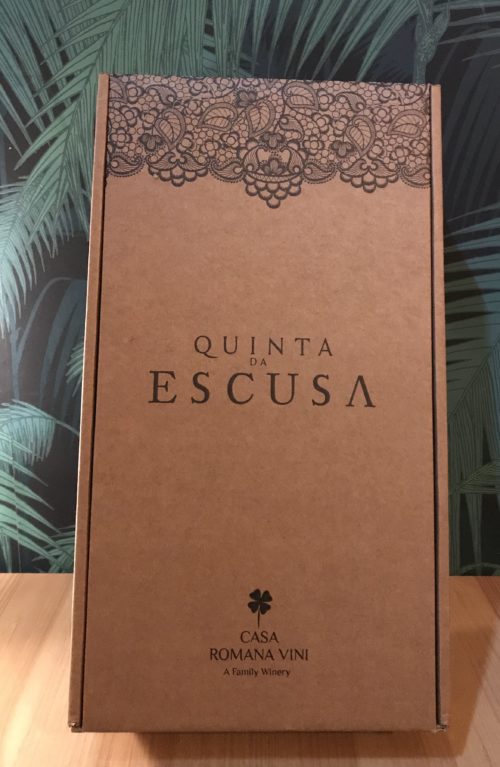 QUINTA
DA
ESCUSA
CASA
ROMANA VINI
A Family Winery